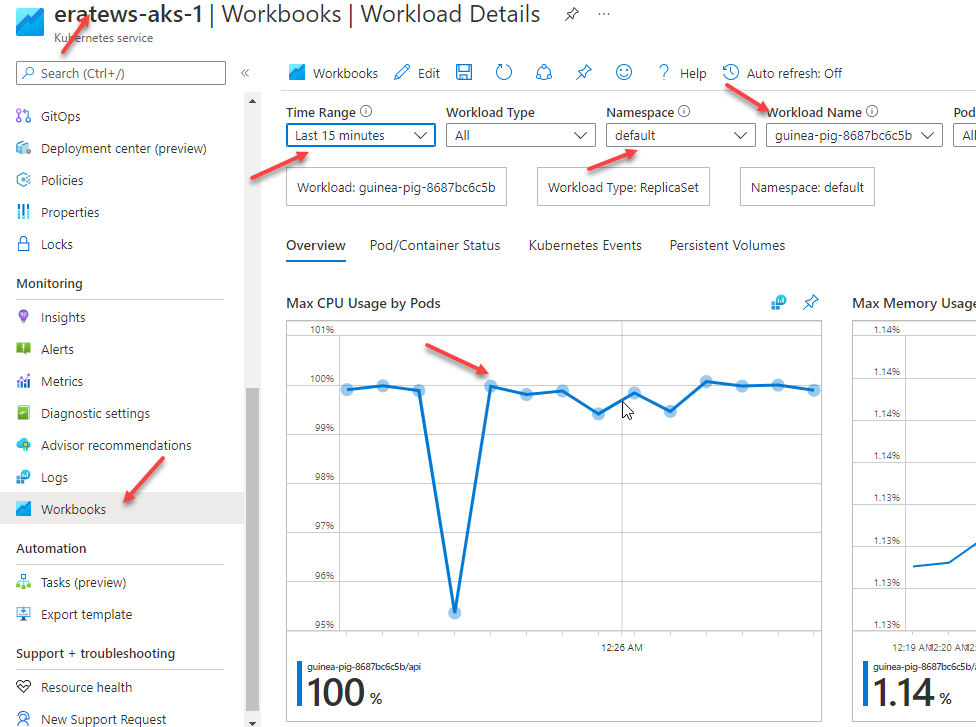 eratews-aks-1 | Workbooks | Workload Details
Kubernetes service
Search (Ctrl+/)
GitOps
Deployment center (preview)
Policies
Properties
Locks
Monitoring
Insights
Alerts
Metrics
Diagnostic settings
Advisor recommendations
Logs
Workbooks
Automation
Tasks (preview)
Export template
Support + troubleshooting
Resource health
New Support Request
Workbooks Edit Help Auto refresh: Off
Time Range Workload Type Namespace Workload Name Pod
Last 15 minutes All default guinea-pig-8687bc6c5b All
Workload: guinea-pig-8687bc6c5b Workload Type: ReplicaSet Namespace: default
Overview Pod/Container Status Kubernetes Events Persistent Volumes
Max CPU Usage by Pods
101%
100%
99%
98%
97%
96%
95%
12:26 AM
guinea-pig-8687bc6c5b/api
100 %
Max Memory Usage
1.14%
1.14%
1.14%
1.14%
1.13%
1.13%
1.13%
1.13%
12:19 AM 12:20 AM
guinea-pig-8687bc6c5b/a
1.14 %